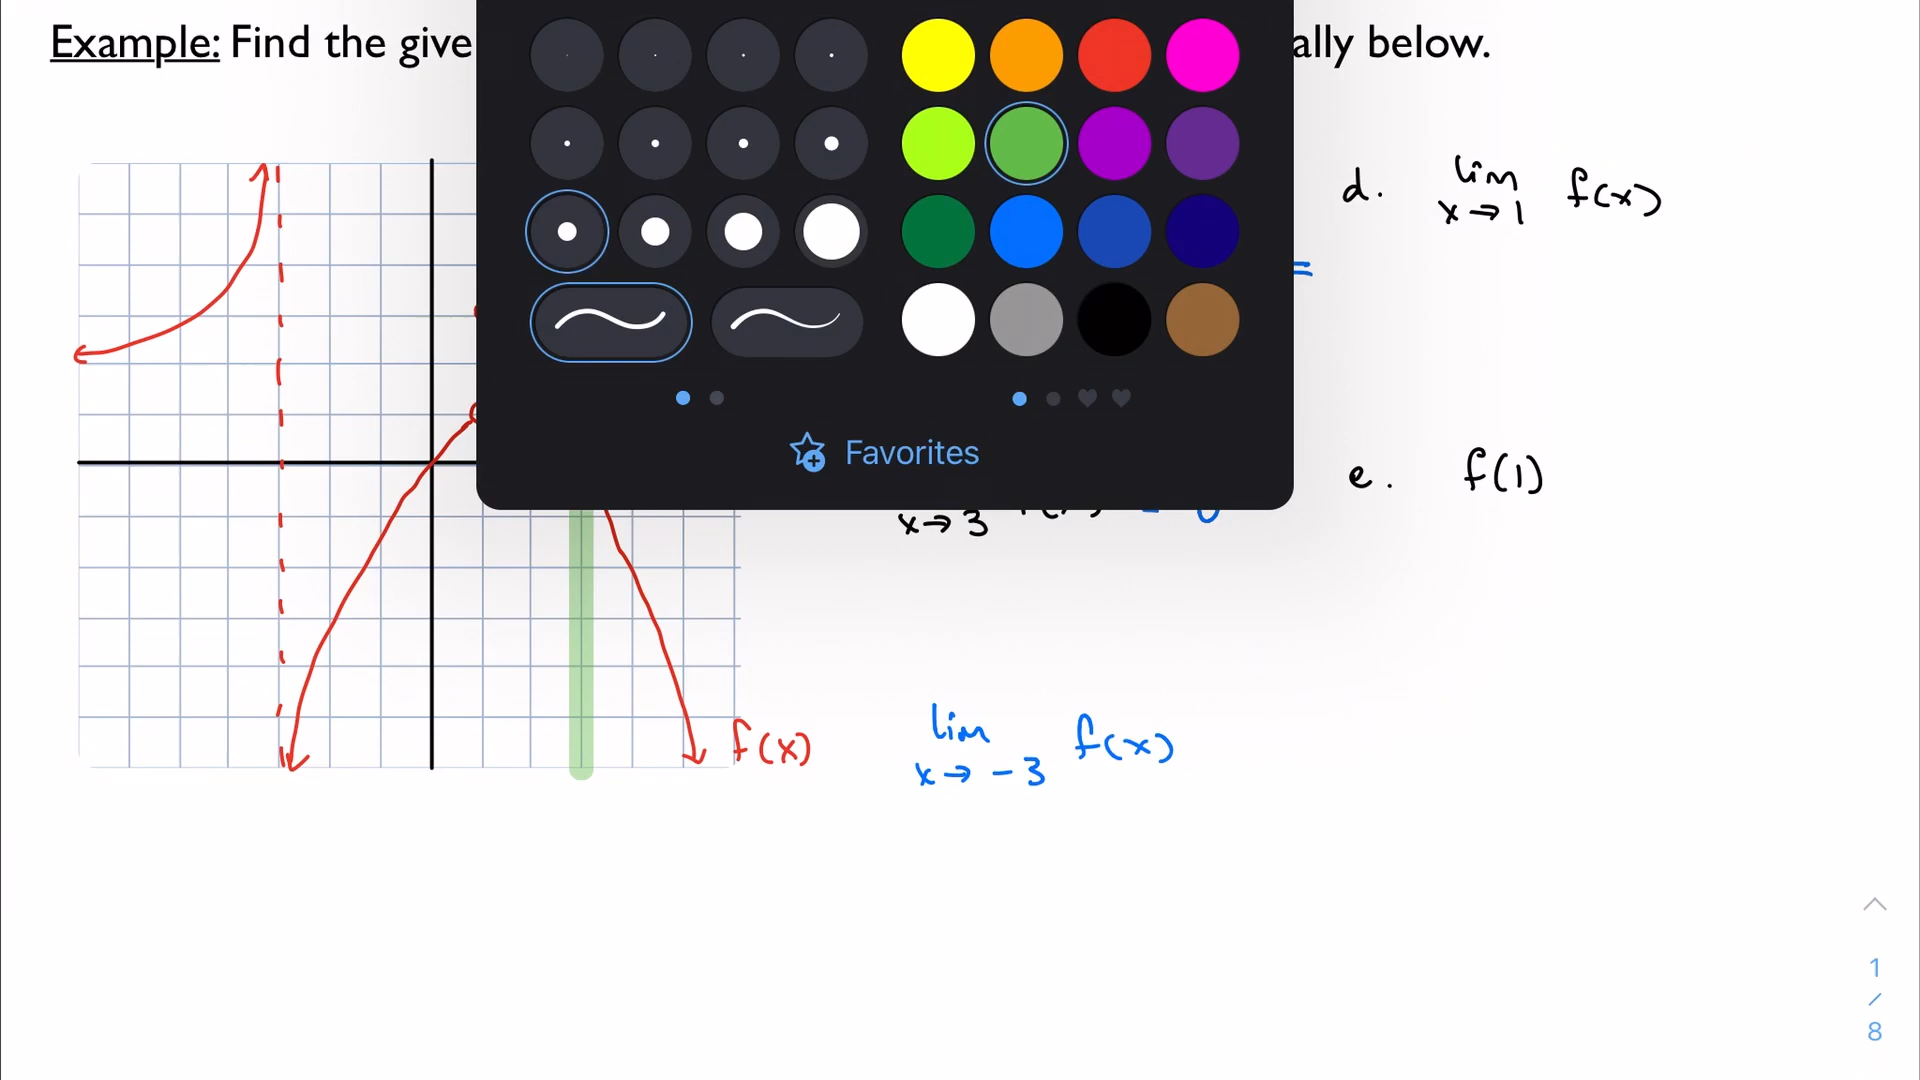 Example: Find the give
ally below.
d. lim f(x)
x→1
=
Favorites
e. f(1)
x→3
f(x)
lim f(x)
x→ -3
1
/
8